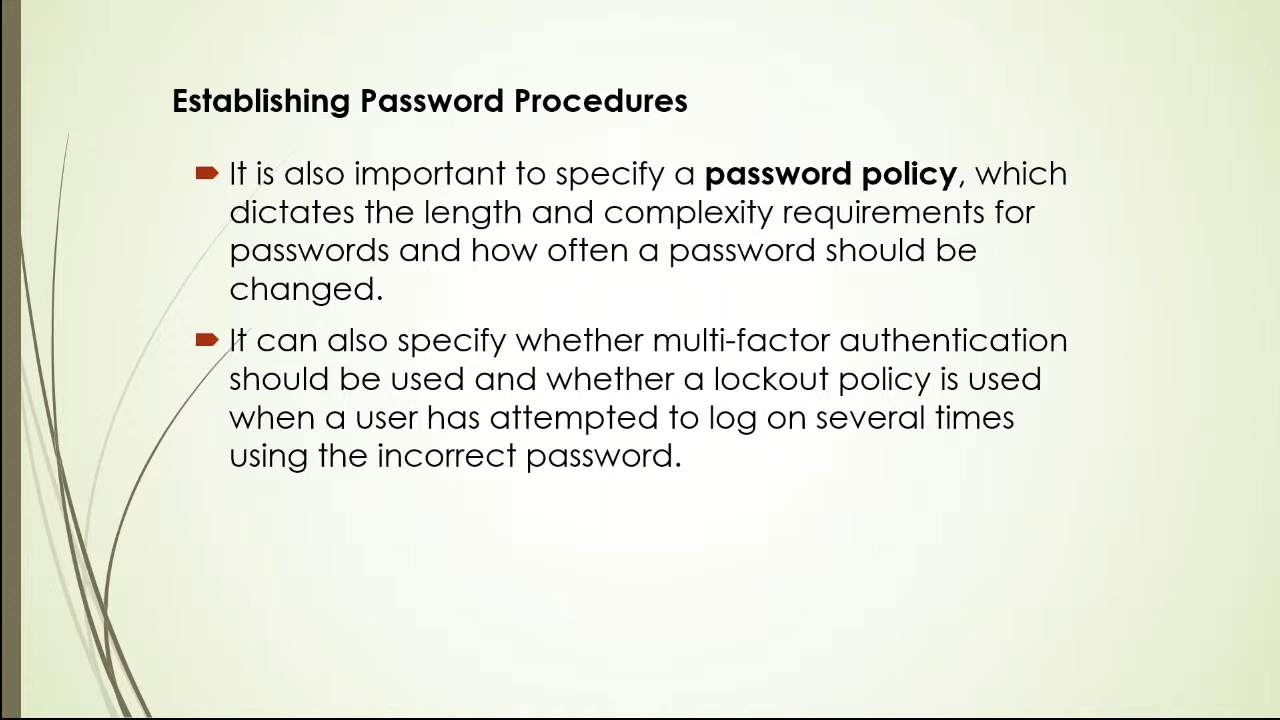 Establishing Password Procedures
It is also important to specify a password policy, which
dictates the length and complexity requirements for
passwords and how often a password should be
changed.
It can also specify whether multi-factor authentication
should be used and whether a lockout policy is used
when a user has attempted to log on several times
using the incorrect password.